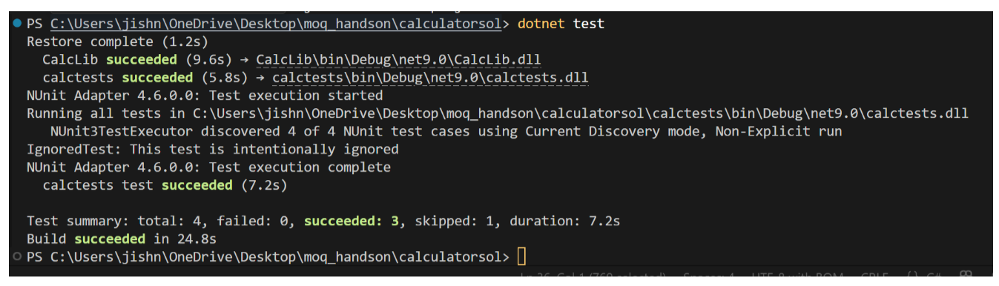 PS C:\Users\jishn\OneDrive\Desktop\moq_handson\calculatorsol> dotnet test
Restore complete (1.2s)
CalcLib succeeded (9.6s) → CalcLib\bin\Debug\net9.0\CalcLib.dll
calctests succeeded (5.8s) → calctests\bin\Debug\net9.0\calctests.dll
NUnit Adapter 4.6.0.0: Test execution started
Running all tests in C:\Users\jishn\OneDrive\Desktop\moq_handson\calculatorsol\calctests\bin\Debug\net9.0\calctests.dll
NUnit3TestExecutor discovered 4 of 4 NUnit test cases using Current Discovery mode, Non-Explicit run
IgnoredTest: This test is intentionally ignored
NUnit Adapter 4.6.0.0: Test execution complete
calctests test succeeded (7.2s)
Test summary: total: 4, failed: 0, succeeded: 3, skipped: 1, duration: 7.2s
Build succeeded in 24.8s
PS C:\Users\jishn\OneDrive\Desktop\moq_handson\calculatorsol>